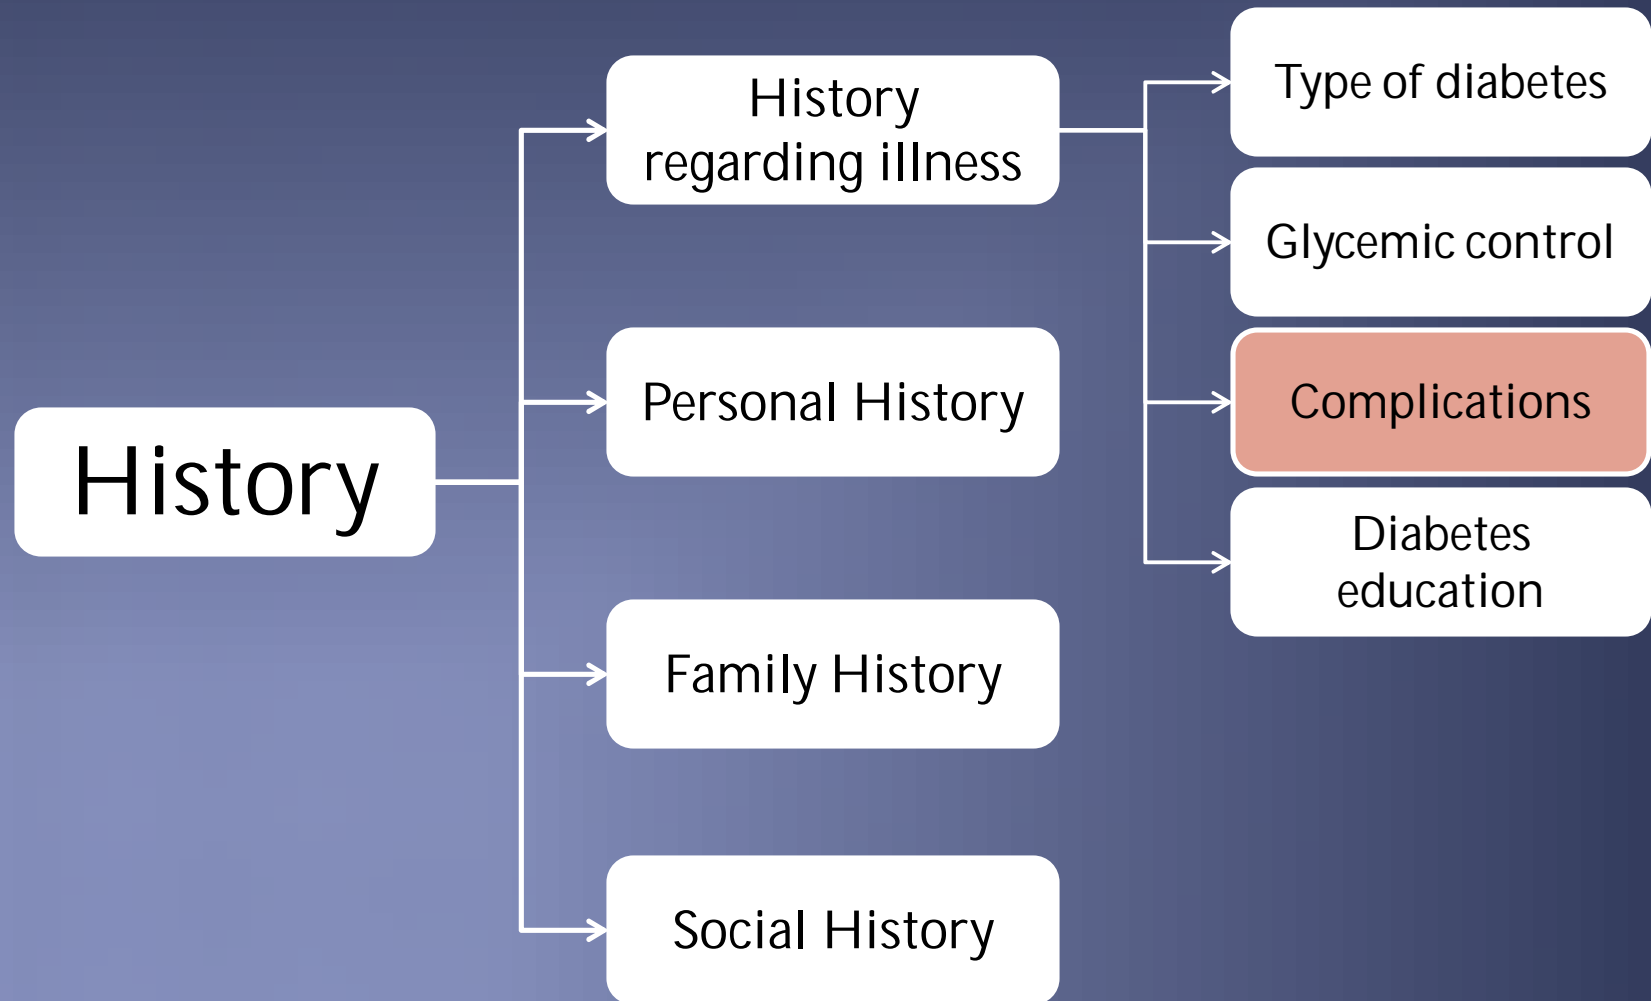 History
History
regarding illness
Personal History
Family History
Social History
Type of diabetes
Glycemic control
Complications
Diabetes
education